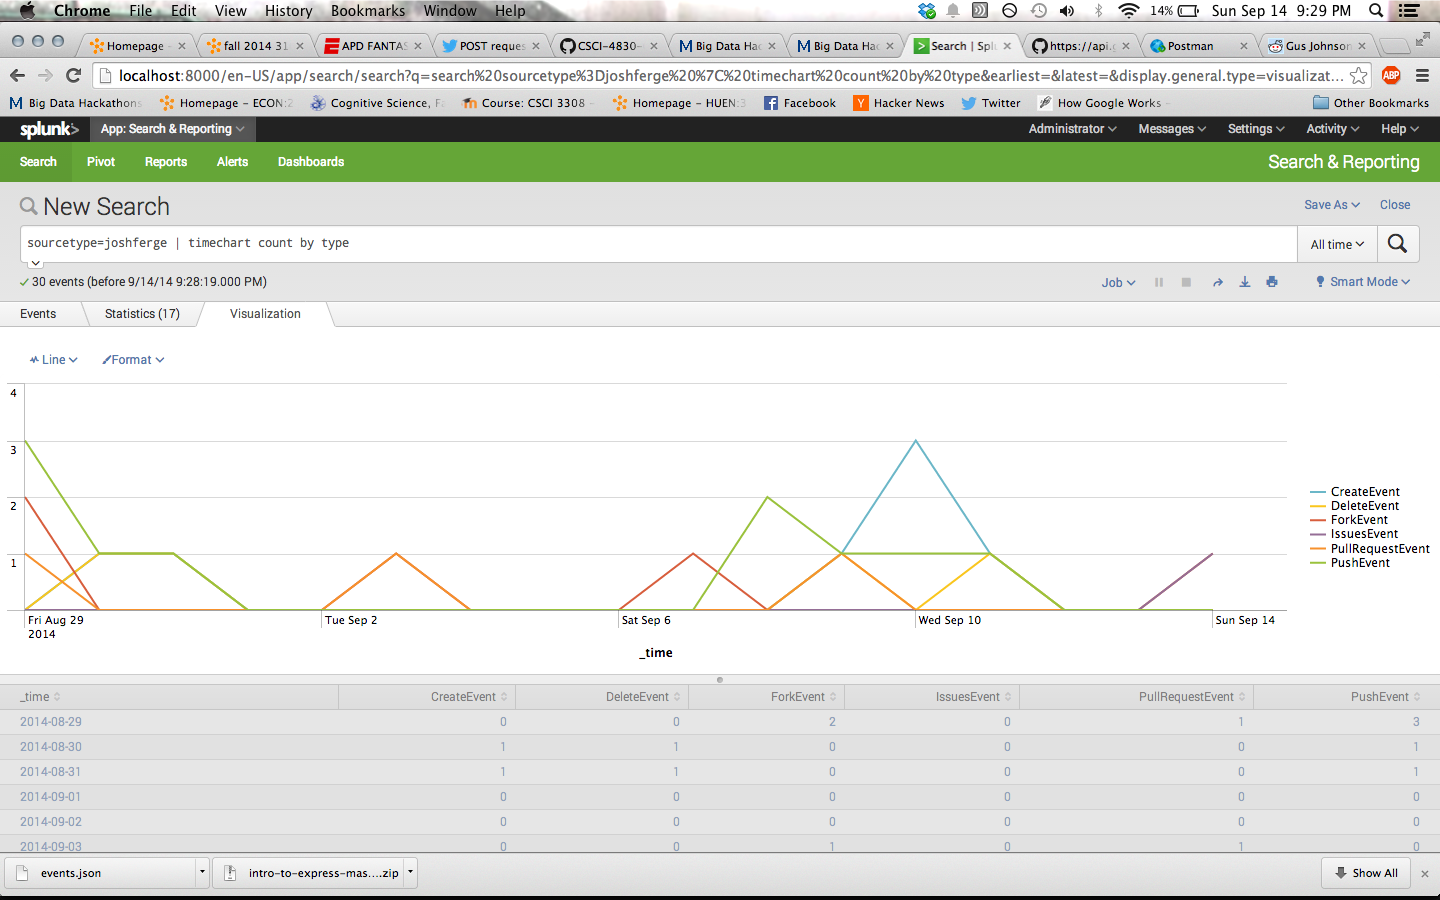 Chrome File Edit View History Bookmarks Window Help 14% Sun Sep 14 9:29 PM
Homepage – fall 2014 31 APD FANTAS POST reques CSCI-4830- Big Data Hac Big Data Hac Search | Splu https://api.g Postman Gus Johnson
localhost:8000/en-US/app/search/search?q=search%20sourcetype%3Djoshferge%20%7C%20timechart%20count%20by%20type&earliest=&latest=&display.general.type=visualizat... ABP
Big Data Hackathons Homepage – ECON:2 Cognitive Science, Fa Course: CSCI 3308 – Homepage – HUEN:3 Facebook Hacker News Twitter How Google Works – Other Bookmarks
splunk> App: Search & Reporting Administrator Messages Settings Activity Help
Search Pivot Reports Alerts Dashboards Search & Reporting
New Search Save As Close
sourcetype=joshferge | timechart count by type All time
30 events (before 9/14/14 9:28:19.000 PM) Job Smart Mode
Events Statistics (17) Visualization
Line Format
4
3
2
1
CreateEvent
DeleteEvent
ForkEvent
IssuesEvent
PullRequestEvent
PushEvent
Fri Aug 29 Tue Sep 2 Sat Sep 6 Wed Sep 10 Sun Sep 14
2014
_time
_time CreateEvent DeleteEvent ForkEvent IssuesEvent PullRequestEvent PushEvent
2014-08-29 0 0 2 0 1 3
2014-08-30 1 1 0 0 0 1
2014-08-31 1 1 0 0 0 1
2014-09-01 0 0 0 0 0 0
2014-09-02 0 0 0 0 0 0
2014-09-03 0 0 1 0 1 0
events.json intro-to-express-mas....zip Show All